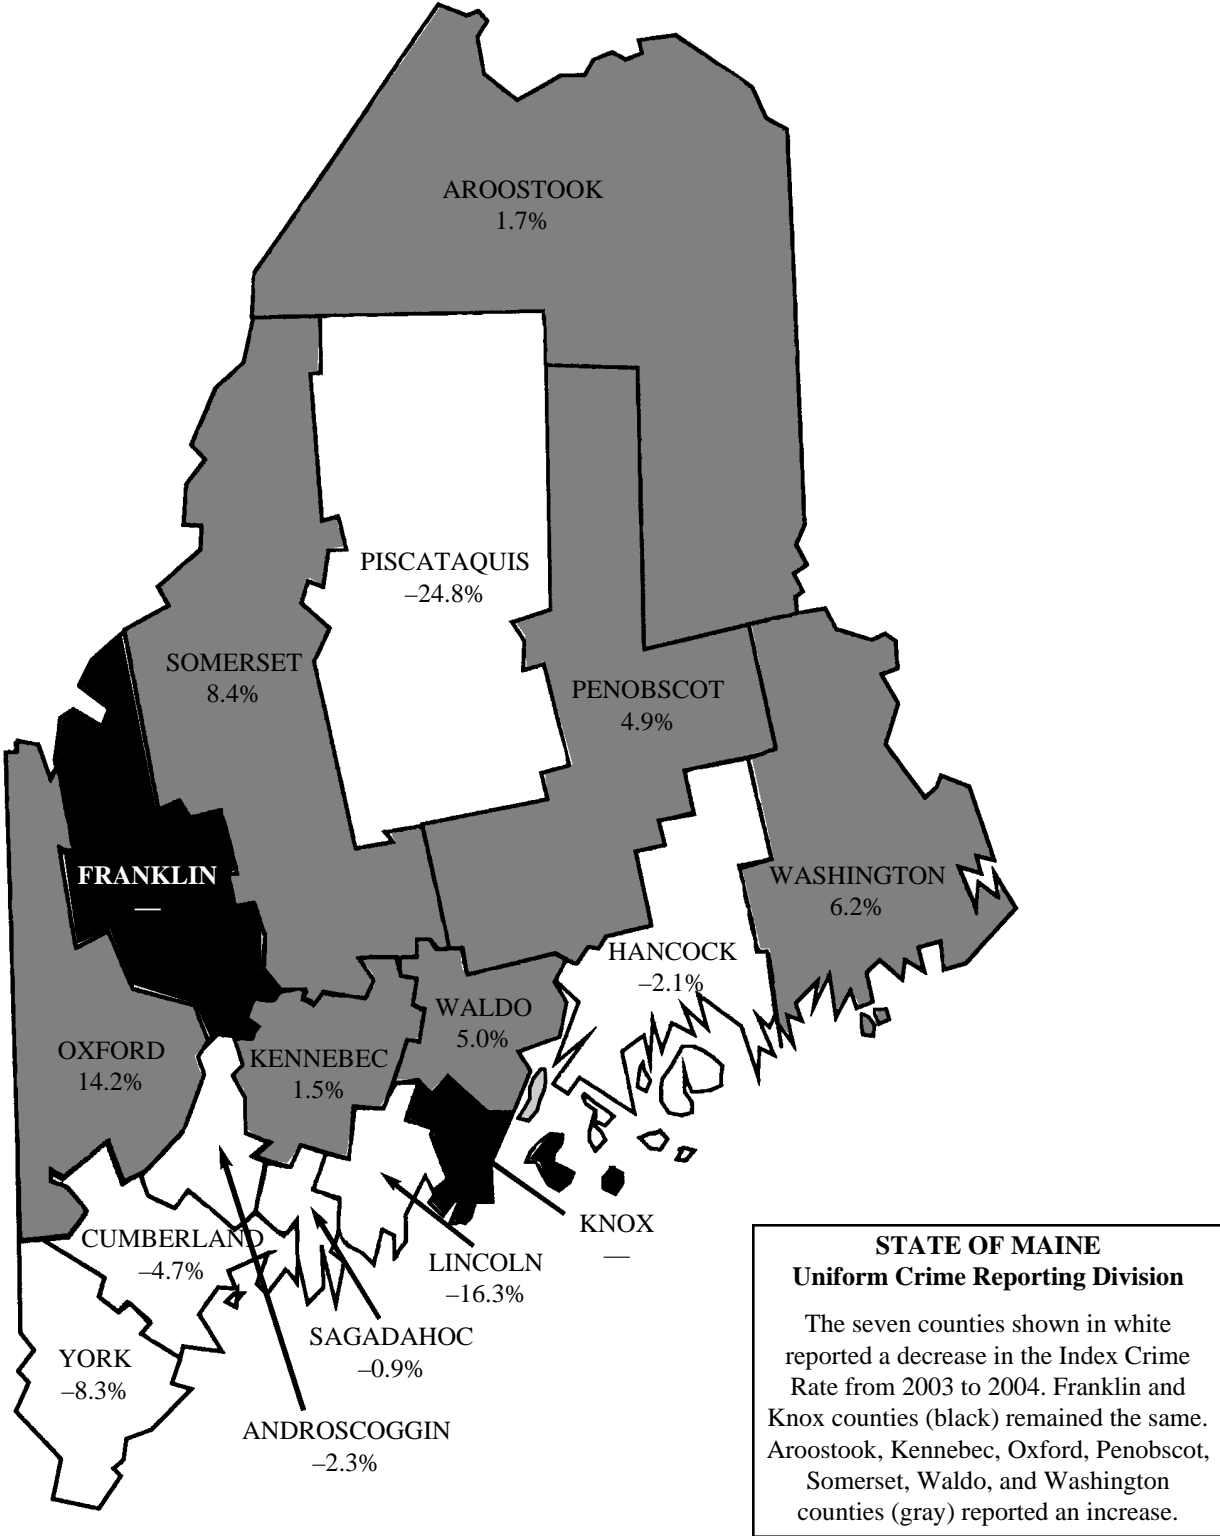 AROOSTOOK
1.7%
PISCATAQUIS
–24.8%
SOMERSET
8.4%
PENOBSCOT
4.9%
FRANKLIN
—
WASHINGTON
6.2%
HANCOCK
–2.1%
WALDO
5.0%
OXFORD
14.2%
KENNEBEC
1.5%
KNOX
—
CUMBERLAND
–4.7%
LINCOLN
–16.3%
SAGADAHOC
–0.9%
YORK
–8.3%
ANDROSCOGGIN
–2.3%
STATE OF MAINE
Uniform Crime Reporting Division
The seven counties shown in white
reported a decrease in the Index Crime
Rate from 2003 to 2004. Franklin and
Knox counties (black) remained the same.
Aroostook, Kennebec, Oxford, Penobscot,
Somerset, Waldo, and Washington
counties (gray) reported an increase.